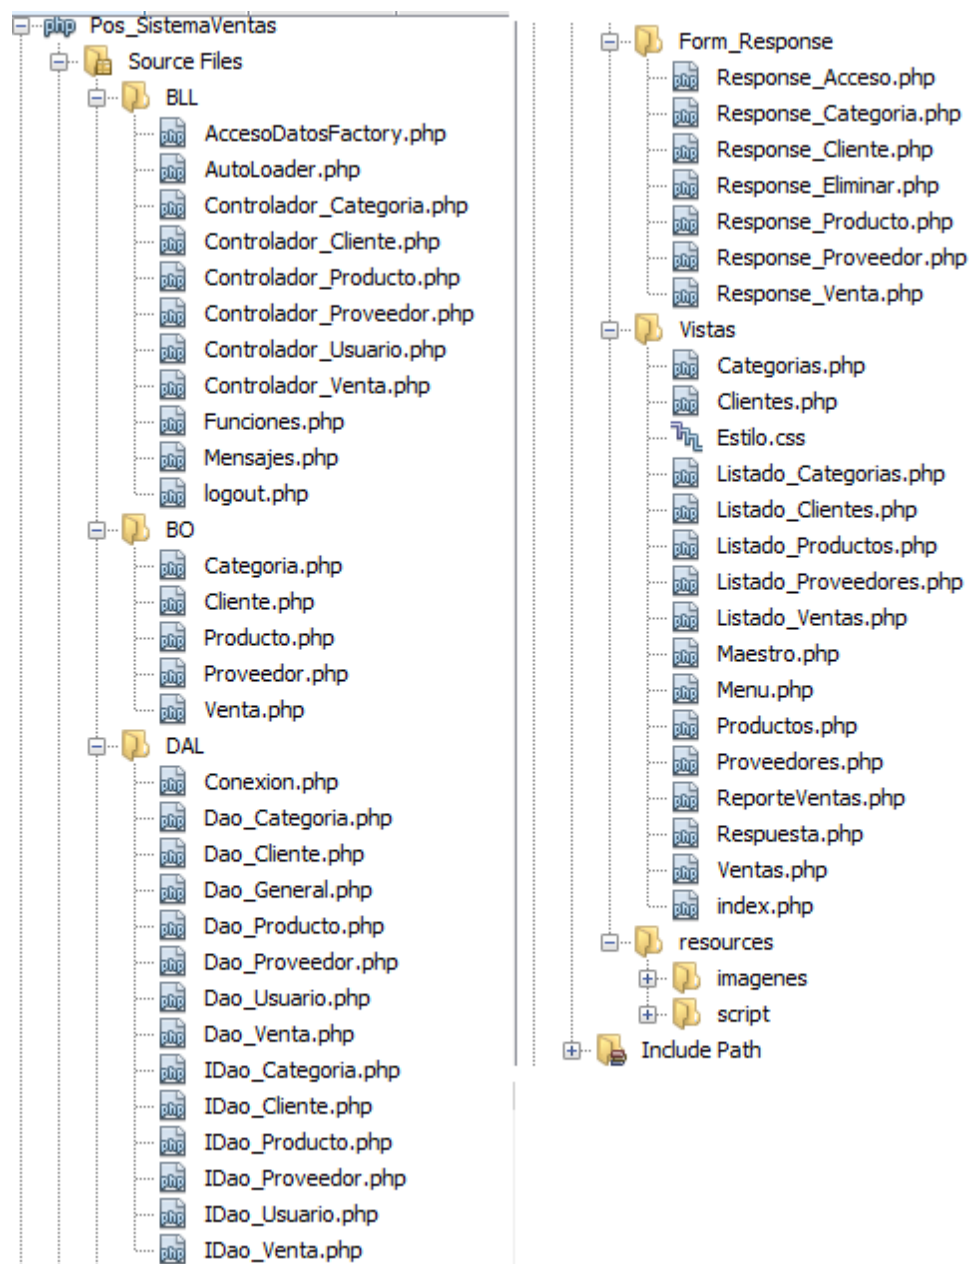 php Pos_SistemaVentas
Source Files
BLL
AccesoDatosFactory.php
AutoLoader.php
Controlador_Categoria.php
Controlador_Cliente.php
Controlador_Producto.php
Controlador_Proveedor.php
Controlador_Usuario.php
Controlador_Venta.php
Funciones.php
Mensajes.php
logout.php
BO
Categoria.php
Cliente.php
Producto.php
Proveedor.php
Venta.php
DAL
Conexion.php
Dao_Categoria.php
Dao_Cliente.php
Dao_General.php
Dao_Producto.php
Dao_Proveedor.php
Dao_Usuario.php
Dao_Venta.php
IDao_Categoria.php
IDao_Cliente.php
IDao_Producto.php
IDao_Proveedor.php
IDao_Usuario.php
IDao_Venta.php
Form_Response
Response_Acceso.php
Response_Categoria.php
Response_Cliente.php
Response_Eliminar.php
Response_Producto.php
Response_Proveedor.php
Response_Venta.php
Vistas
Categorias.php
Clientes.php
Estilo.css
Listado_Categorias.php
Listado_Clientes.php
Listado_Productos.php
Listado_Proveedores.php
Listado_Ventas.php
Maestro.php
Menu.php
Productos.php
Proveedores.php
ReporteVentas.php
Respuesta.php
Ventas.php
index.php
resources
imagenes
script
Include Path